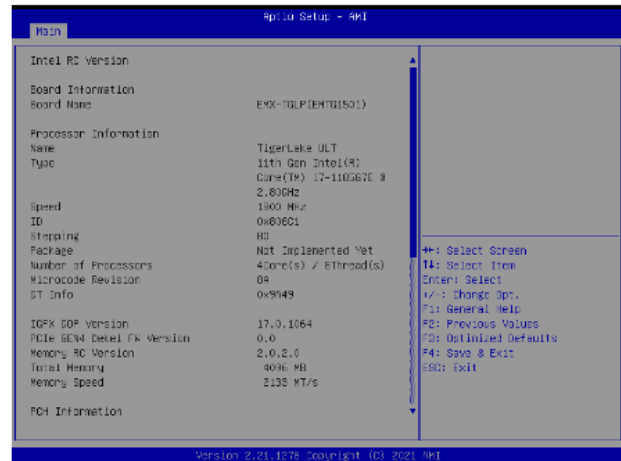 Aptio Setup - AMI
Main
Intel RC Version
Board Information
Board Name EMX-TGLP(EMTG1501)
Processor Information
Name TigerLake ULT
Type 11th Gen Intel(R)
Core(TM) i7-1185G7E @
2.80GHz
Speed 1800 MHz
ID 0x806C1
Stepping B0
Package Not Implemented Yet
Number of Processors 4Core(s) / 8Thread(s)
Microcode Revision
GT Info 0x9A49
IGFX GOP Version 17.0.1064
PCIe GEN4 Dekel FW Version 0.0
Memory RC Version 2.0.2.0
Total Memory 4096 MB
Memory Speed 2133 MT/s
PCH Information
→←: Select Screen
↑↓: Select Item
Enter: Select
+/-: Change Opt.
F1: General Help
F2: Previous Values
F3: Optimized Defaults
F4: Save & Exit
ESC: Exit
Version 2.21.1278 Copyright (C) 2021 AMI